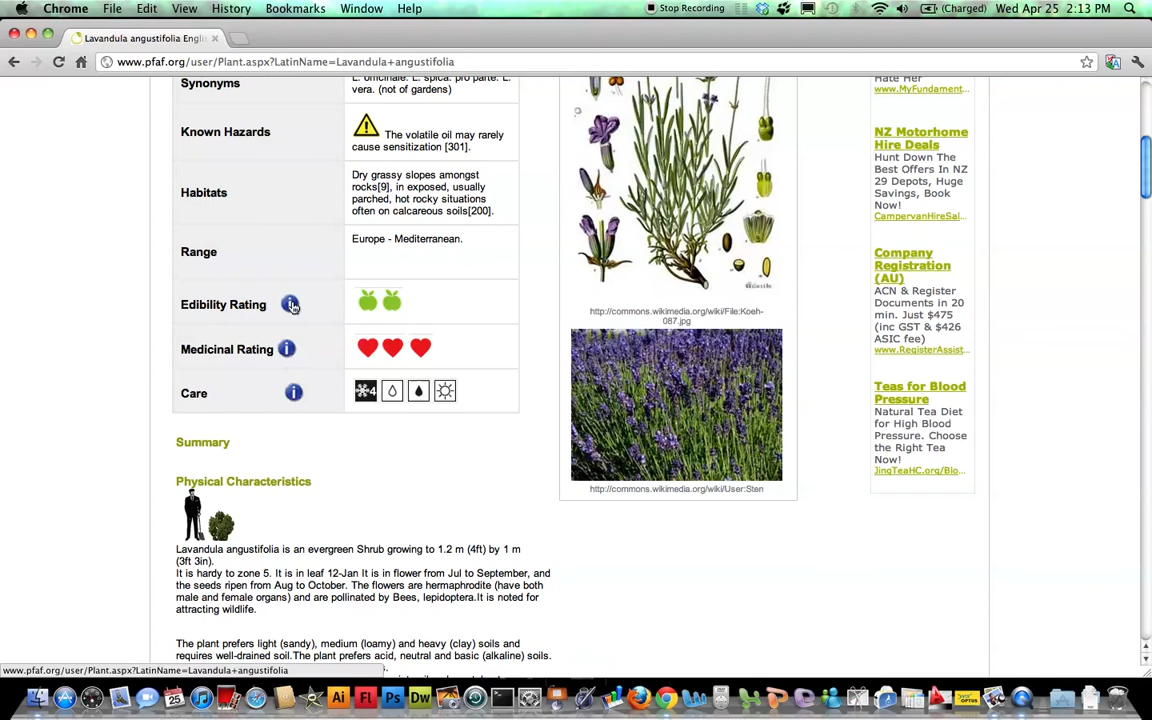 Chrome File Edit View History Bookmarks Window Help Stop Recording (Charged) Wed Apr 25 2:13 PM
Lavandula angustifolia Engli
www.pfaf.org/user/Plant.aspx?LatinName=Lavandula+angustifolia
Synonyms
L. officinale. L. spica. pro parte. L.
vera. (not of gardens)
Known Hazards
The volatile oil may rarely
cause sensitization [301].
Habitats
Dry grassy slopes amongst
rocks[9], in exposed, usually
parched, hot rocky situations
often on calcareous soils[200].
Range
Europe - Mediterranean.
Edibility Rating
Medicinal Rating
Care
4
Summary
Physical Characteristics
Lavandula angustifolia is an evergreen Shrub growing to 1.2 m (4ft) by 1 m
(3ft 3in).
It is hardy to zone 5. It is in leaf 12-Jan It is in flower from Jul to September, and
the seeds ripen from Aug to October. The flowers are hermaphrodite (have both
male and female organs) and are pollinated by Bees, lepidoptera.It is noted for
attracting wildlife.
The plant prefers light (sandy), medium (loamy) and heavy (clay) soils and
requires well-drained soil.The plant prefers acid, neutral and basic (alkaline) soils.
http://commons.wikimedia.org/wiki/File:Koeh-
087.jpg
http://commons.wikimedia.org/wiki/User:Sten
Hate Her
www.MyFundament...
NZ Motorhome
Hire Deals
Hunt Down The
Best Offers In NZ
29 Depots, Huge
Savings, Book
Now!
CampervanHireSal...
Company
Registration
(AU)
ACN & Register
Documents in 20
min. Just $475
(inc GST & $426
ASIC fee)
www.RegisterAssist...
Teas for Blood
Pressure
Natural Tea Diet
for High Blood
Pressure. Choose
the Right Tea
Now!
JingTeaHC.org/Blo...
www.pfaf.org/user/Plant.aspx?LatinName=Lavandula+angustifolia
25 Ai Fl Ps Dw OPTUS